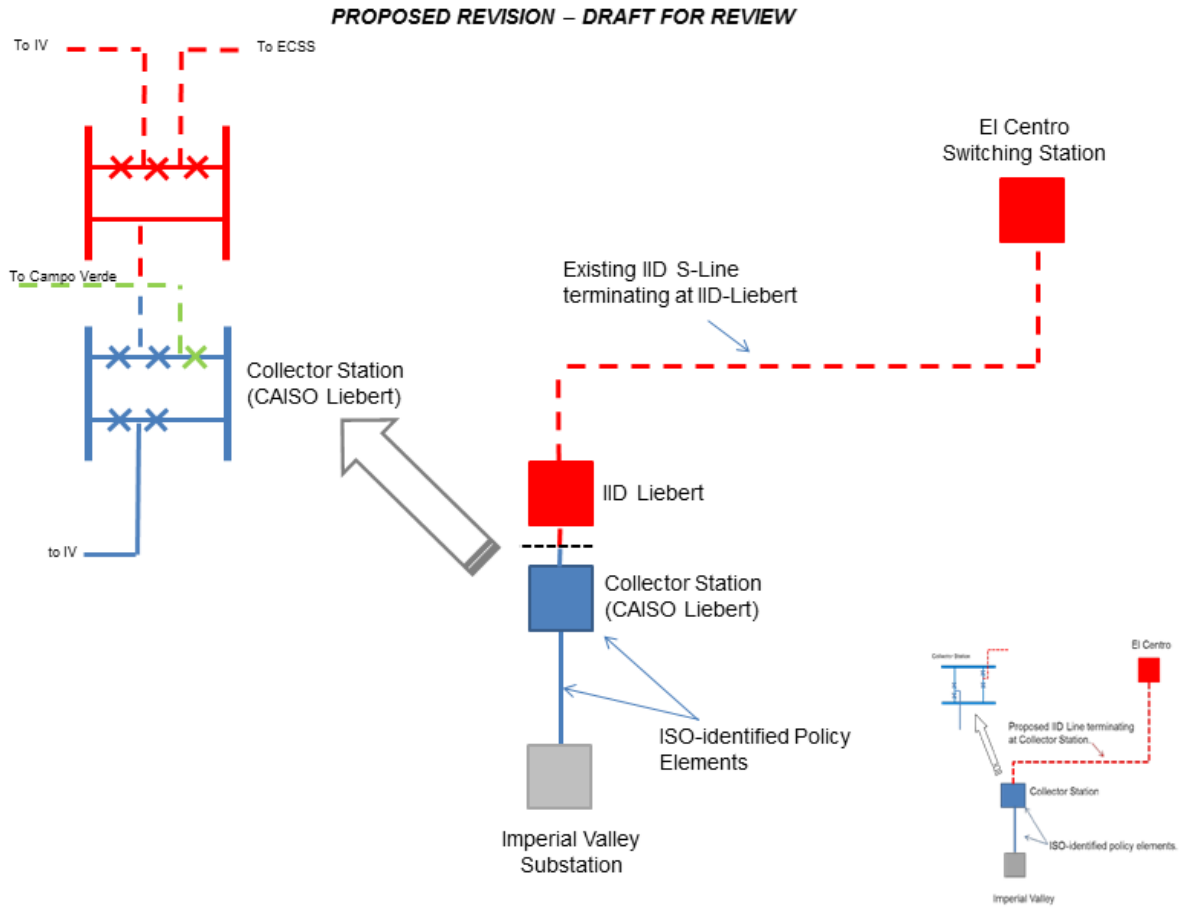 PROPOSED REVISION – DRAFT FOR REVIEW
To IV
To ECSS
El Centro
Switching Station
Existing IID S-Line
terminating at IID-Liebert
To Campo Verde
Collector Station
(CAISO Liebert)
IID Liebert
to IV
Collector Station
(CAISO Liebert)
ISO-identified Policy
Elements
Imperial Valley
Substation
El Centro
Collector Station
Proposed IID Line terminating
at Collector Station.
Collector Station
ISO-identified policy elements.
Imperial Valley